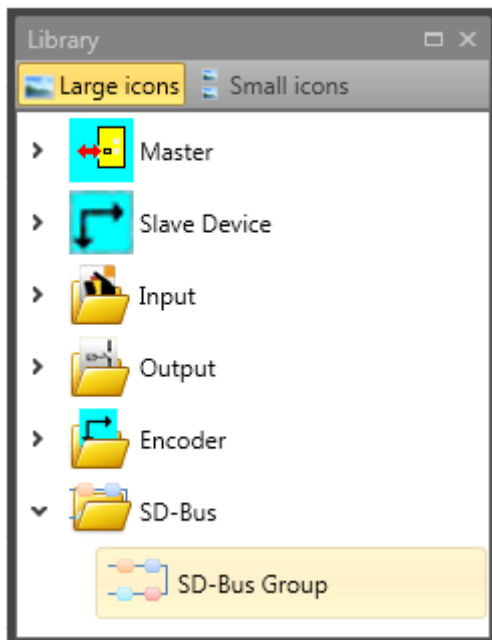 Library
Large icons Small icons
Master
Slave Device
Input
Output
Encoder
SD-Bus
SD-Bus Group